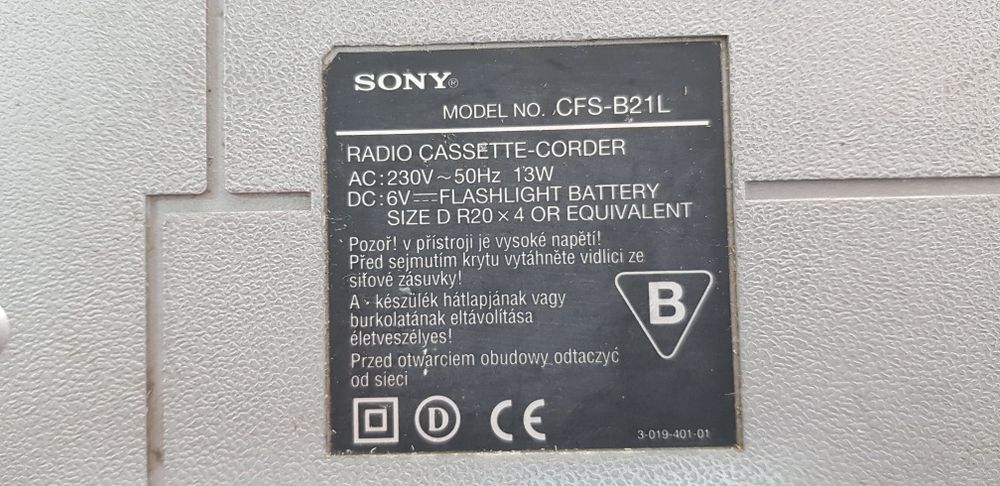 SONY®
MODEL NO. CFS-B21L
RADIO CASSETTE-CORDER
AC:230V~50Hz 13W
DC:6V⎓FLASHLIGHT BATTERY
SIZE D R20×4 OR EQUIVALENT
Pozoř! v přístroji je vysoké napětí!
Před sejmutím krytu vytáhněte vidlici ze
síťové zásuvky!
A · készülék hátlapjának vagy
burkolatának eltávolítása
életveszélyes!
Przed otwarciem obudowy odtaczyć
od sieci
B
D CE
3-019-401-01